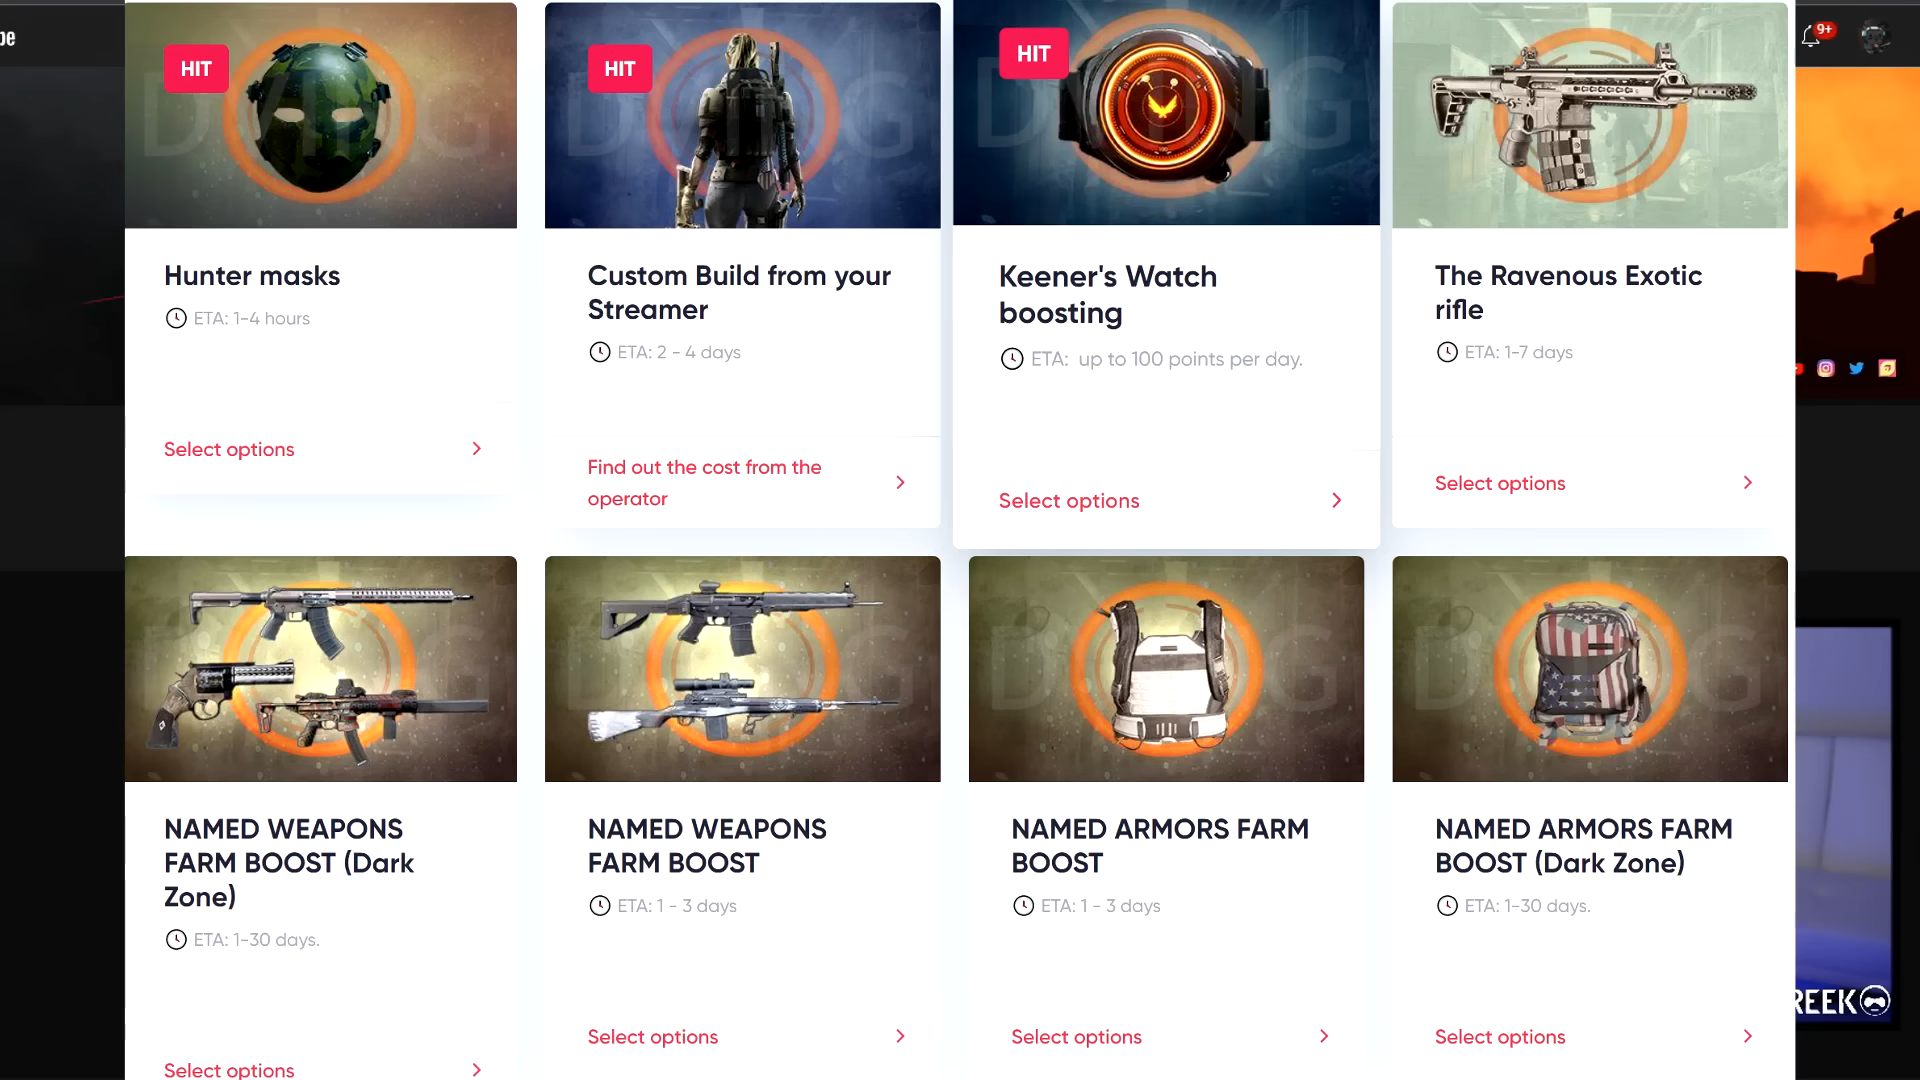 be
9+
HIT
HIT
HIT
Hunter masks
ETA: 1-4 hours
Select options
Custom Build from your
Streamer
ETA: 2 - 4 days
Find out the cost from the
operator
Keener's Watch
boosting
ETA: up to 100 points per day.
Select options
The Ravenous Exotic
rifle
ETA: 1-7 days
Select options
NAMED WEAPONS
FARM BOOST (Dark
Zone)
ETA: 1-30 days.
Select options
NAMED WEAPONS
FARM BOOST
ETA: 1 - 3 days
Select options
NAMED ARMORS FARM
BOOST
ETA: 1 - 3 days
Select options
NAMED ARMORS FARM
BOOST (Dark Zone)
ETA: 1-30 days.
Select options
REEK